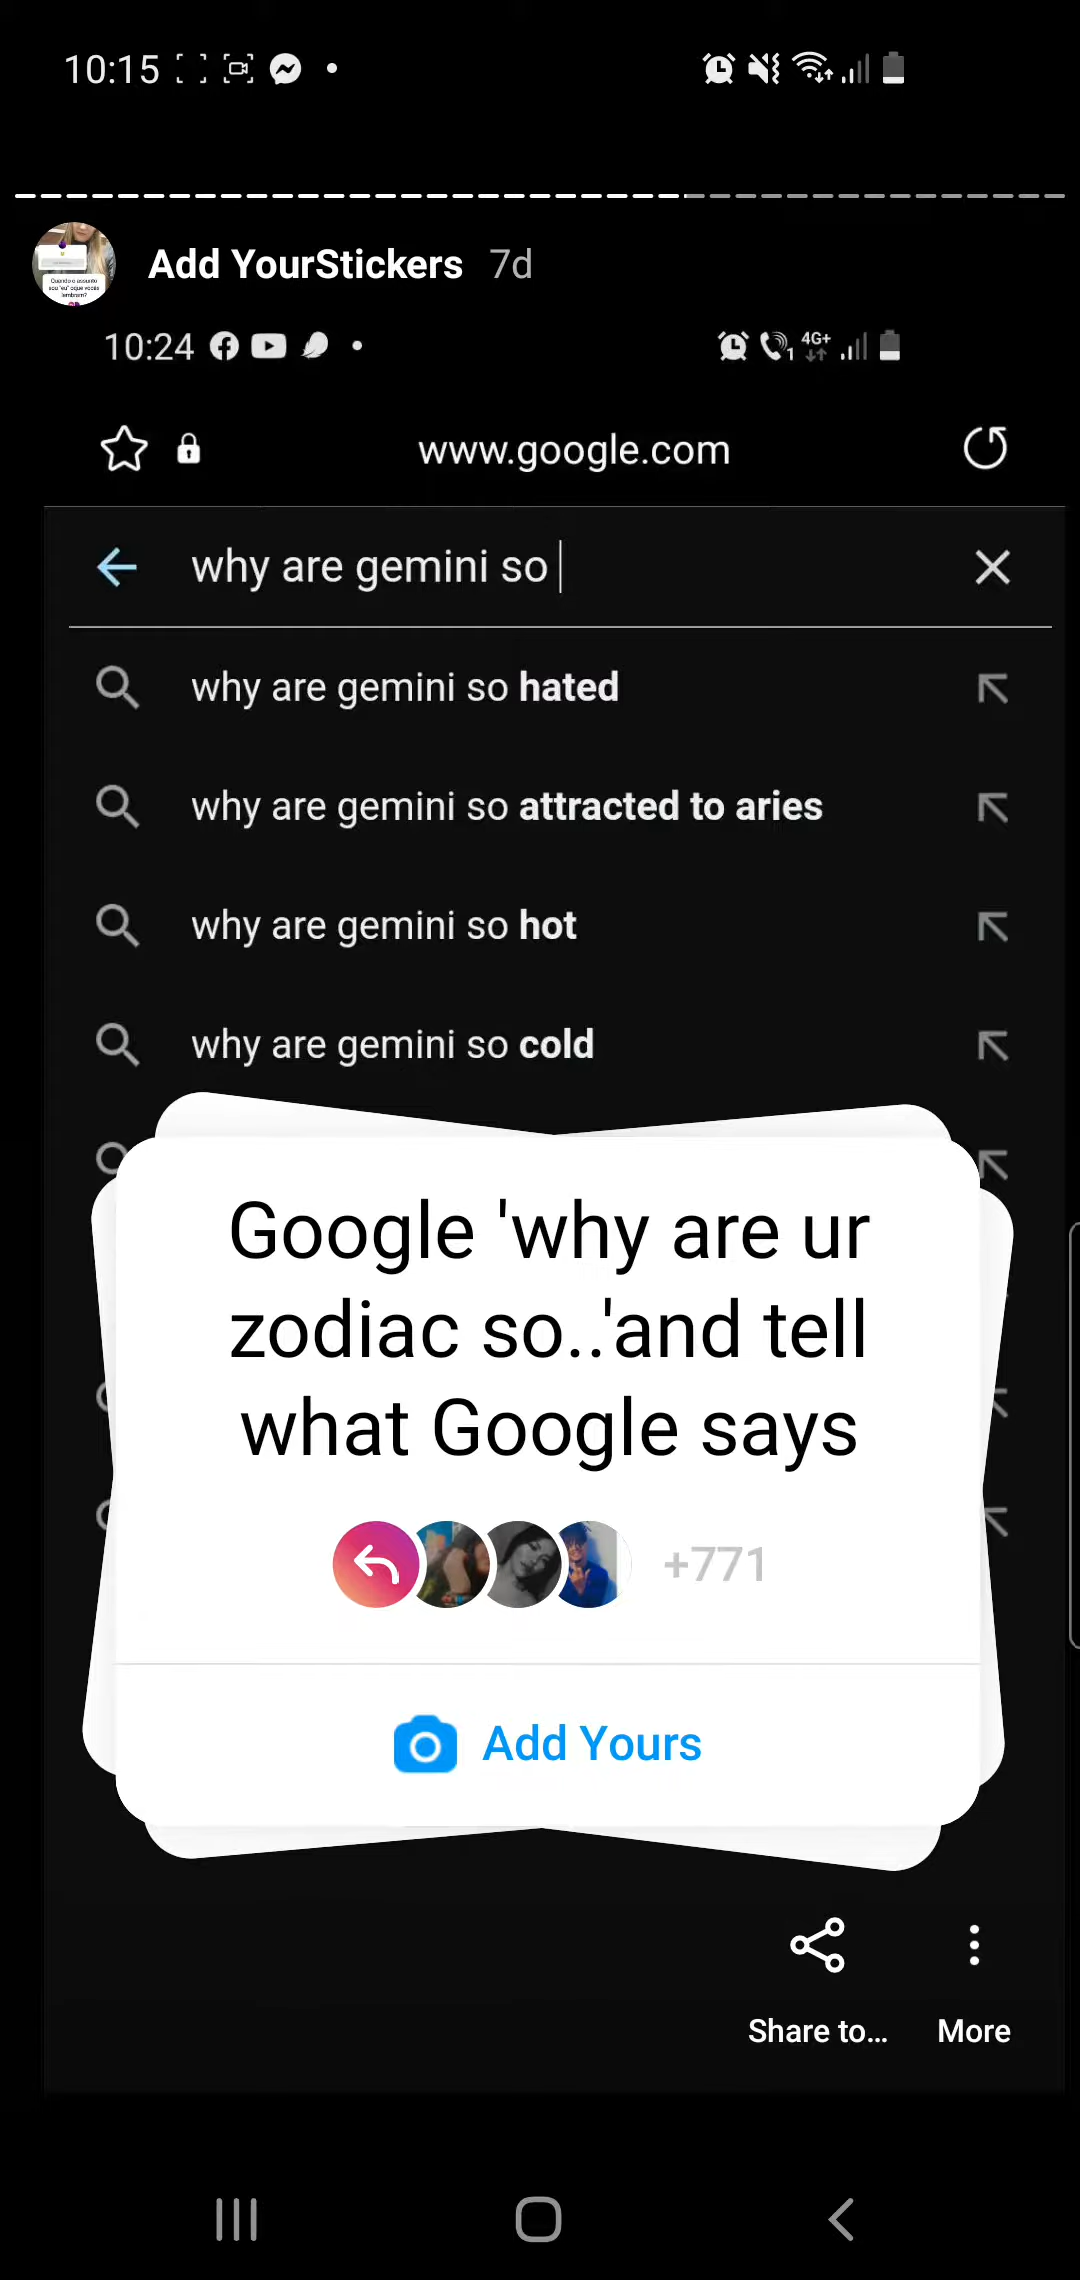 10:15
Add YourStickers 7d
10:24
1 4G+
www.google.com
why are gemini so
why are gemini so hated
why are gemini so attracted to aries
why are gemini so hot
why are gemini so cold
Google 'why are ur
zodiac so..'and tell
what Google says
+771
Add Yours
Share to...
More